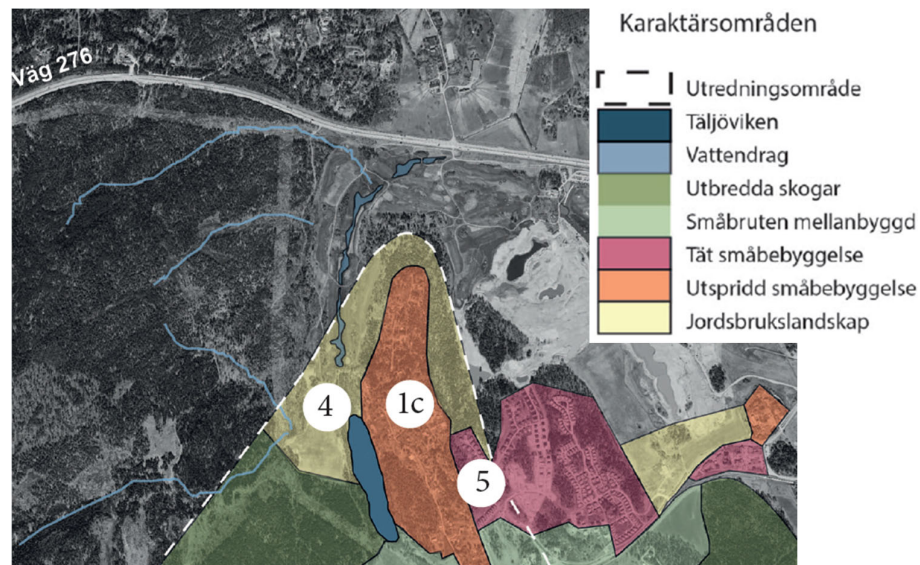 Väg 276
4
1c
5
Karaktärsområden
Utredningsområde
Täljöviken
Vattendrag
Utbredda skogar
Småbruten mellanbyggd
Tät småbebyggelse
Utspridd småbebyggelse
Jordsbrukslandskap